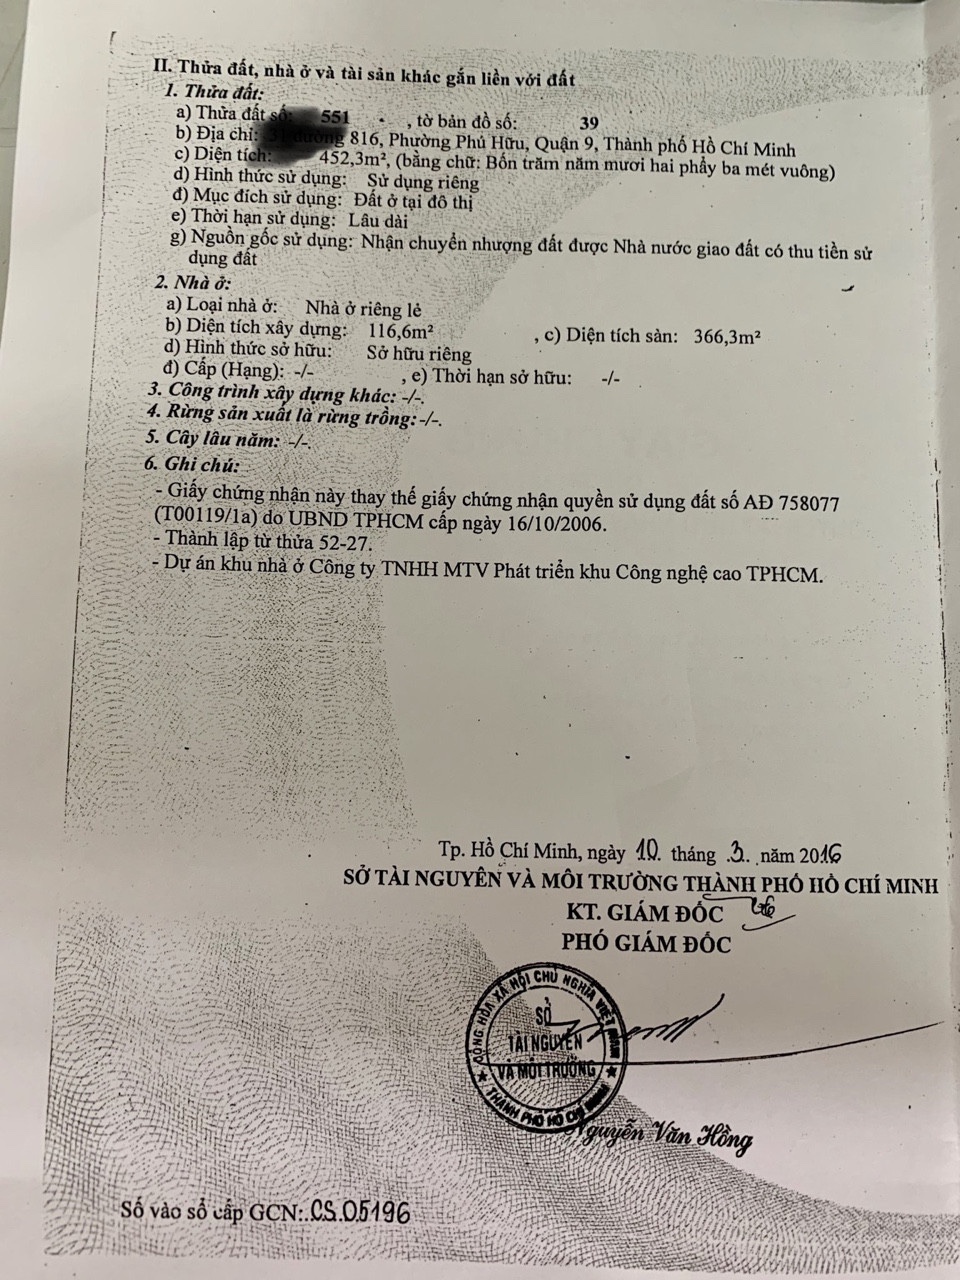 II. Thửa đất, nhà ở và tài sản khác gắn liền với đất
1. Thửa đất:
a) Thửa đất số: 551 , tờ bản đồ số: 39
b) Địa chỉ: đường 816, Phường Phú Hữu, Quận 9, Thành phố Hồ Chí Minh
c) Diện tích: 452,3m², (bằng chữ: Bốn trăm năm mươi hai phẩy ba mét vuông)
d) Hình thức sử dụng: Sử dụng riêng
đ) Mục đích sử dụng: Đất ở tại đô thị
e) Thời hạn sử dụng: Lâu dài
g) Nguồn gốc sử dụng: Nhận chuyển nhượng đất được Nhà nước giao đất có thu tiền sử
dụng đất
2. Nhà ở:
a) Loại nhà ở: Nhà ở riêng lẻ
b) Diện tích xây dựng: 116,6m² , c) Diện tích sàn: 366,3m²
d) Hình thức sở hữu: Sở hữu riêng
đ) Cấp (Hạng): -/- , e) Thời hạn sở hữu: -/-
3. Công trình xây dựng khác: -/-.
4. Rừng sản xuất là rừng trồng: -/-.
5. Cây lâu năm: -/-.
6. Ghi chú:
- Giấy chứng nhận này thay thế giấy chứng nhận quyền sử dụng đất số AĐ 758077
(T00119/1a) do UBND TPHCM cấp ngày 16/10/2006.
- Thành lập từ thửa 52-27.
- Dự án khu nhà ở Công ty TNHH MTV Phát triển khu Công nghệ cao TPHCM.
Tp. Hồ Chí Minh, ngày 10. tháng .3. năm 2016
SỞ TÀI NGUYÊN VÀ MÔI TRƯỜNG THÀNH PHỐ HỒ CHÍ MINH
KT. GIÁM ĐỐC
PHÓ GIÁM ĐỐC
CỘNG HÒA XÃ HỘI CHỦ NGHĨA VIỆT NAM
SỞ
TÀI NGUYÊN
VÀ MÔI TRƯỜNG
THÀNH PHỐ HỒ CHÍ MINH
Nguyễn Văn Hồng
Số vào sổ cấp GCN:.CS.05196